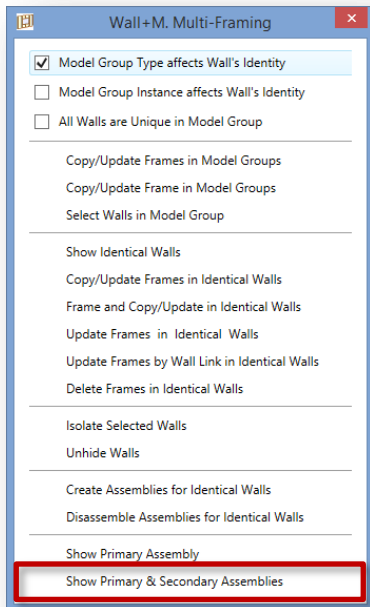 Wall+M. Multi-Framing
Model Group Type affects Wall's Identity
Model Group Instance affects Wall's Identity
All Walls are Unique in Model Group
Copy/Update Frames in Model Groups
Copy/Update Frame in Model Groups
Select Walls in Model Group
Show Identical Walls
Copy/Update Frames in Identical Walls
Frame and Copy/Update in Identical Walls
Update Frames in Identical Walls
Update Frames by Wall Link in Identical Walls
Delete Frames in Identical Walls
Isolate Selected Walls
Unhide Walls
Create Assemblies for Identical Walls
Disassemble Assemblies for Identical Walls
Show Primary Assembly
Show Primary & Secondary Assemblies